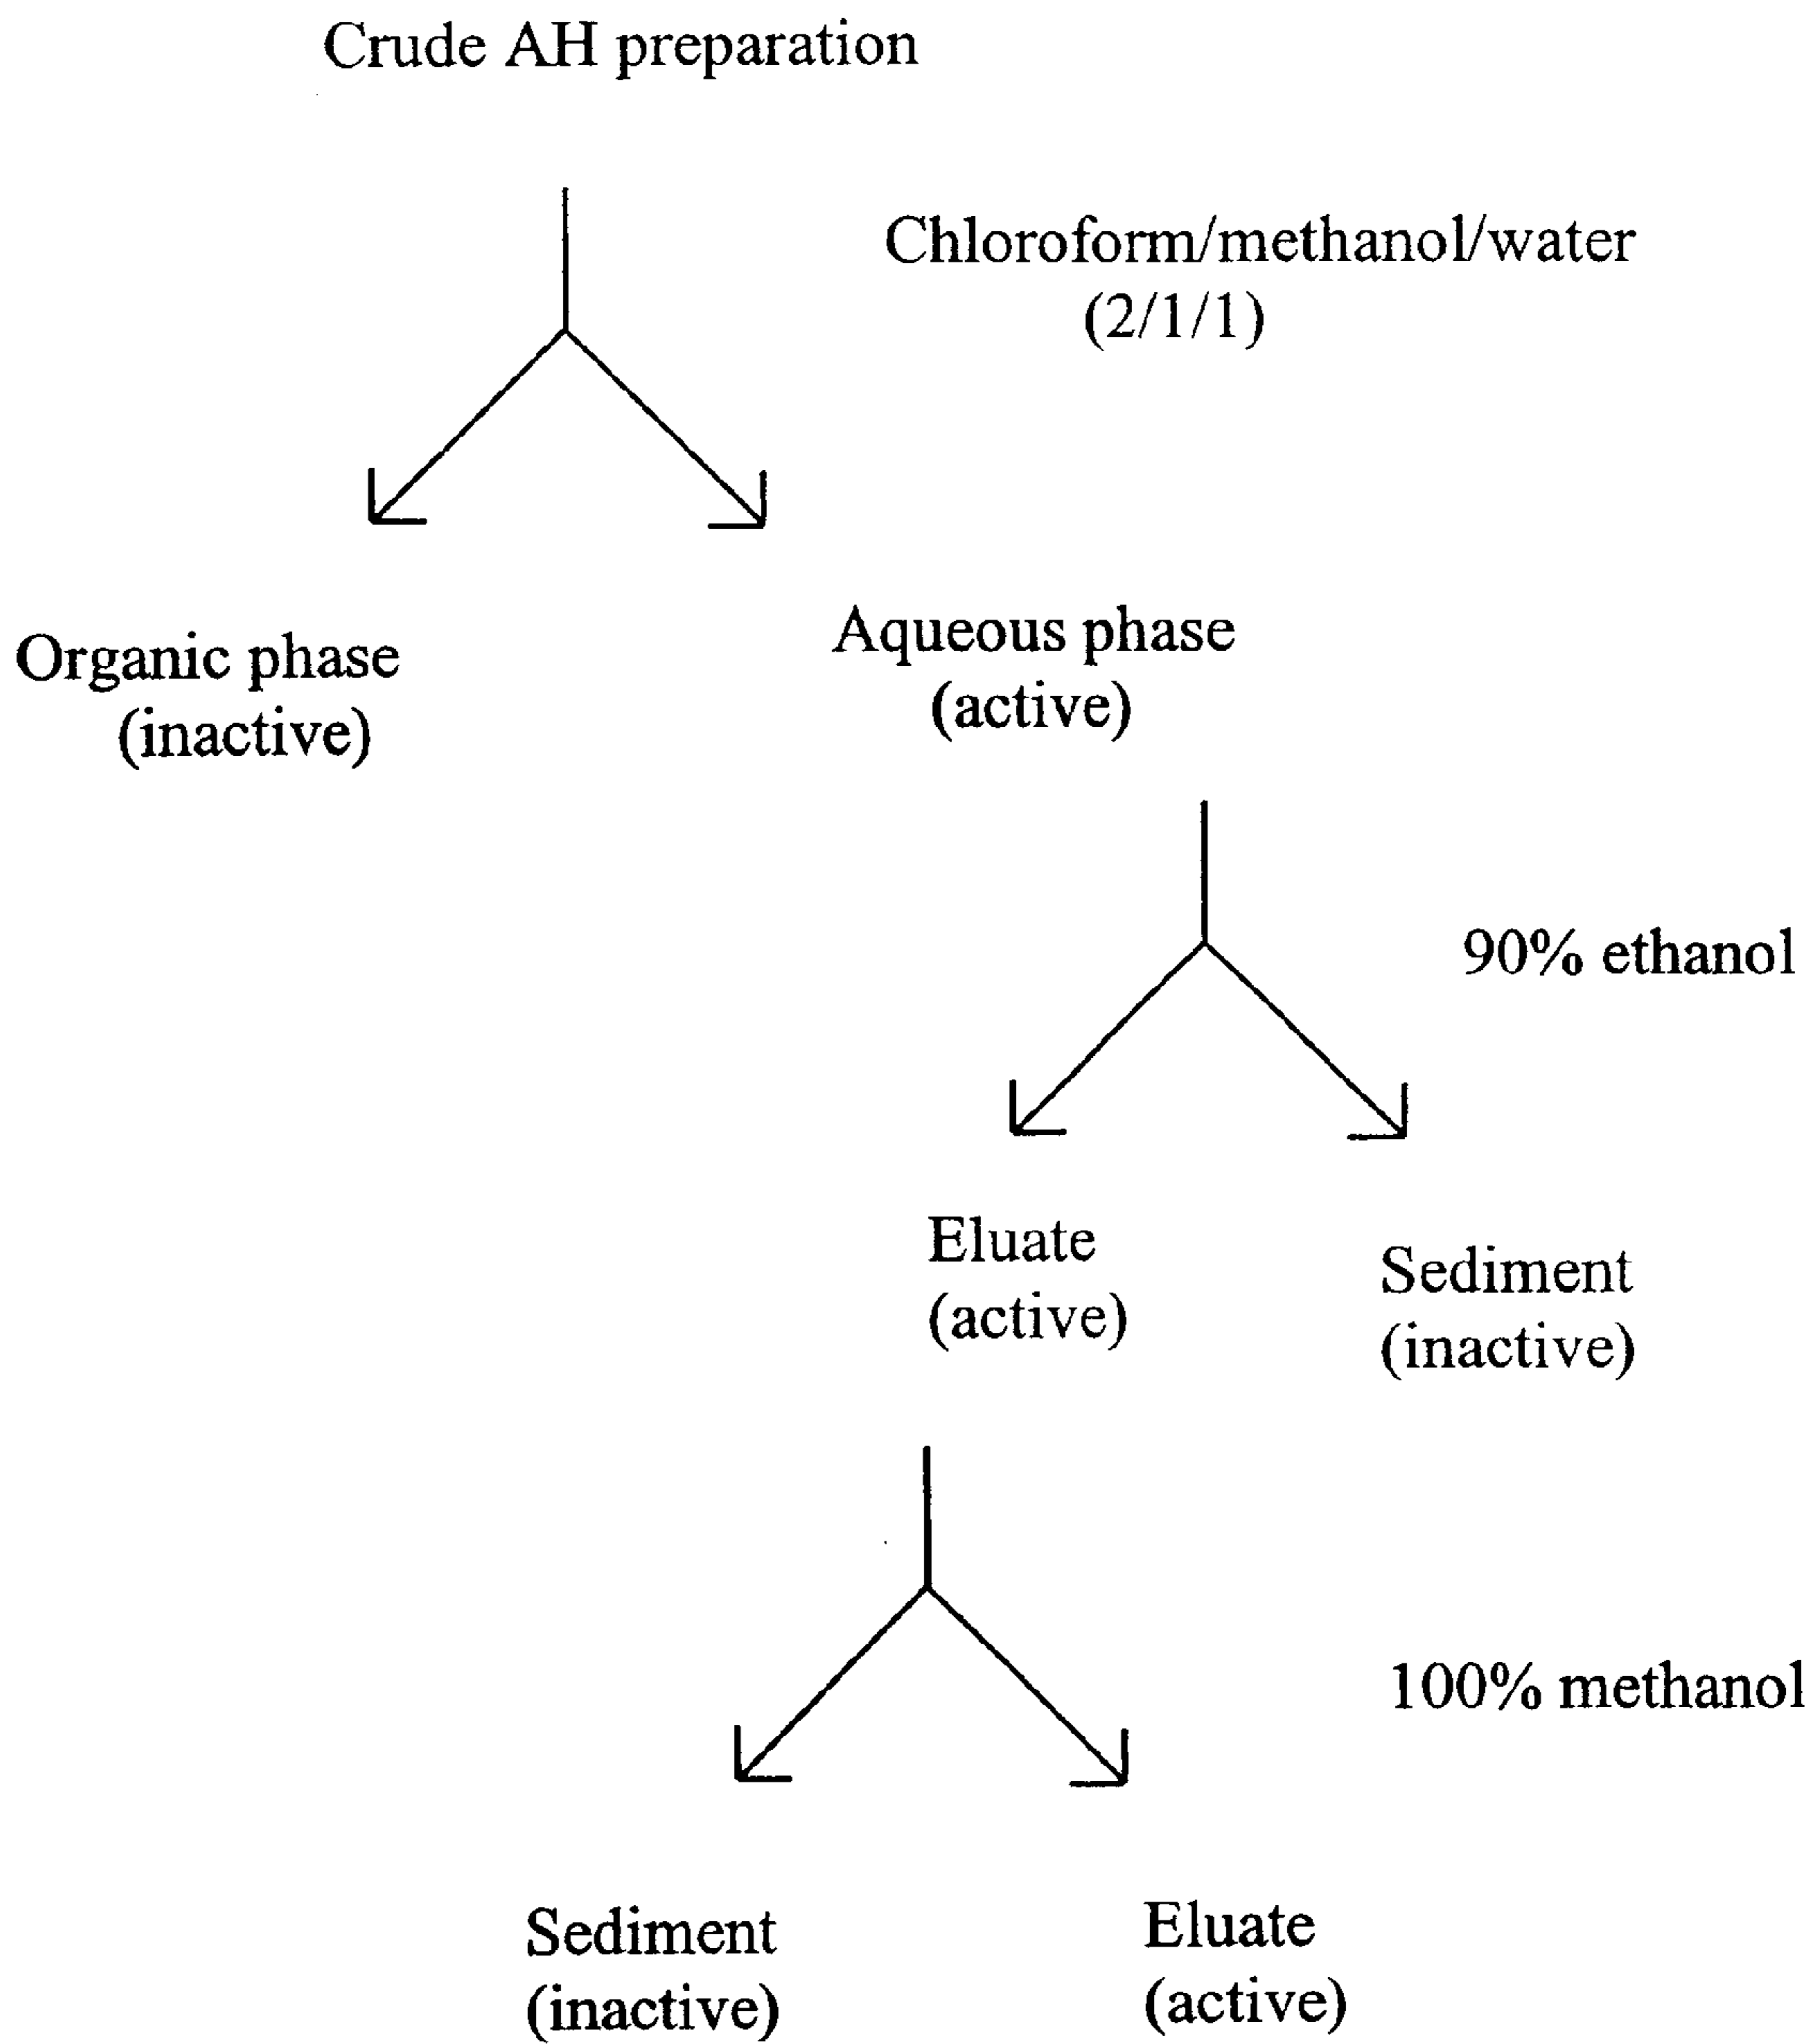 Crude AH preparation
Chloroform/methanol/water
(2/1/1)
Organic phase
(inactive)
Aqueous phase
(active)
90% ethanol
Eluate
(active)
Sediment
(inactive)
100% methanol
Sediment
(inactive)
Eluate
(active)